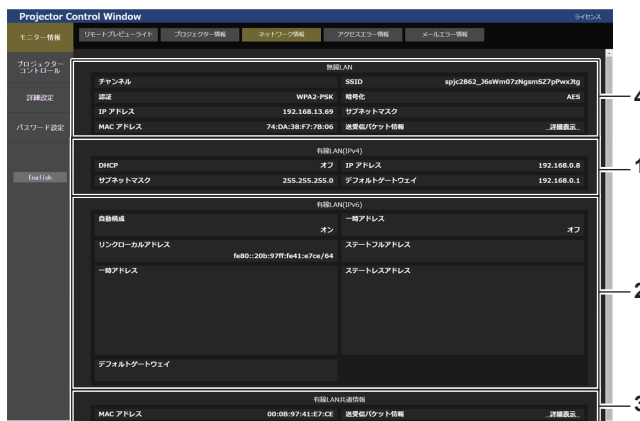 Projector Control Window
ライセンス
モニター情報
リモートプレビューライト
プロジェクター情報
ネットワーク情報
アクセスエラー情報
メールエラー情報
プロジェクター
コントロール
詳細設定
パスワード設定
English
無線LAN
チャンネル
SSID spjc2862_J6sWm07zNgsmSZ7pPwxJtg
認証 WPA2-PSK 暗号化 AES
IP アドレス 192.168.13.69 サブネットマスク
MAC アドレス 74:DA:38:F7:7B:06 送受信パケット情報 詳細表示
4
有線LAN(IPv4)
DHCP オフ IP アドレス 192.168.0.8
サブネットマスク 255.255.255.0 デフォルトゲートウェイ 192.168.0.1
1
有線LAN(IPv6)
自動構成 オン 一時アドレス オフ
リンクローカルアドレス fe80::20b:97ff:fe41:e7ce/64 ステートフルアドレス
一時アドレス ステートレスアドレス
2
デフォルトゲートウェイ
有線LAN共通情報
MAC アドレス 00:0B:97:41:E7:CE 送受信パケット情報 詳細表示
3